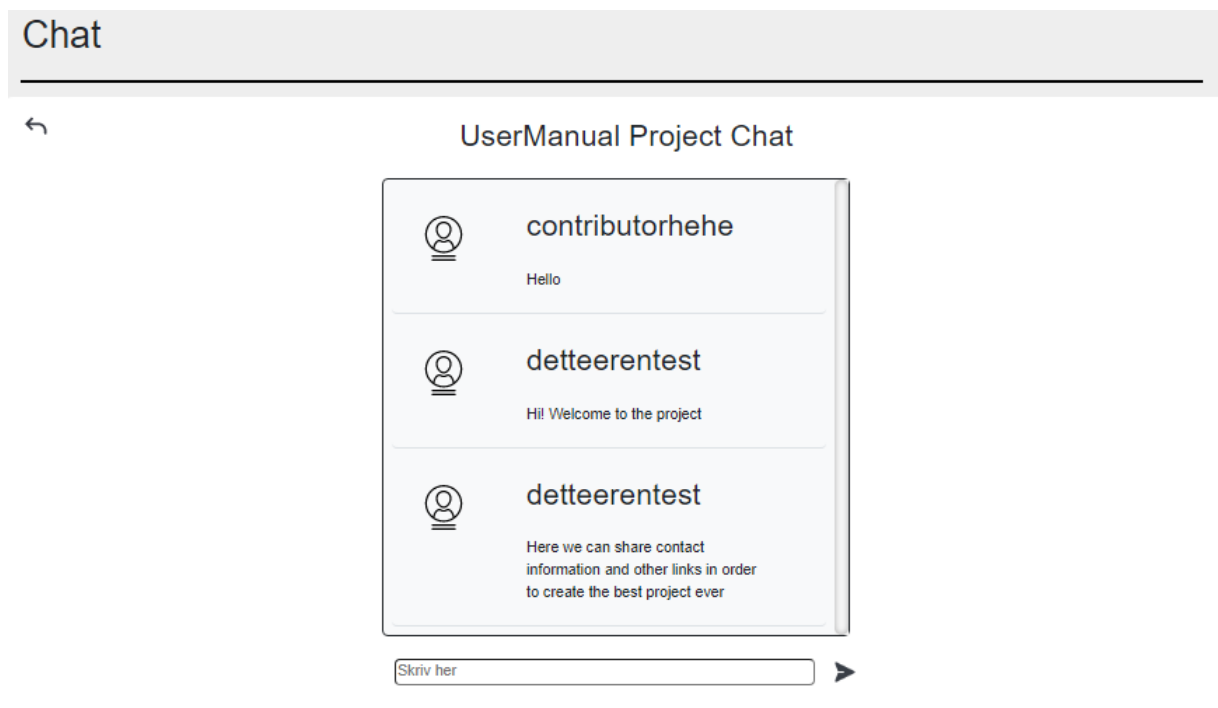 Chat
UserManual Project Chat
contributorhehe
Hello
detteerentest
Hi! Welcome to the project
detteerentest
Here we can share contact
information and other links in order
to create the best project ever
Skriv her